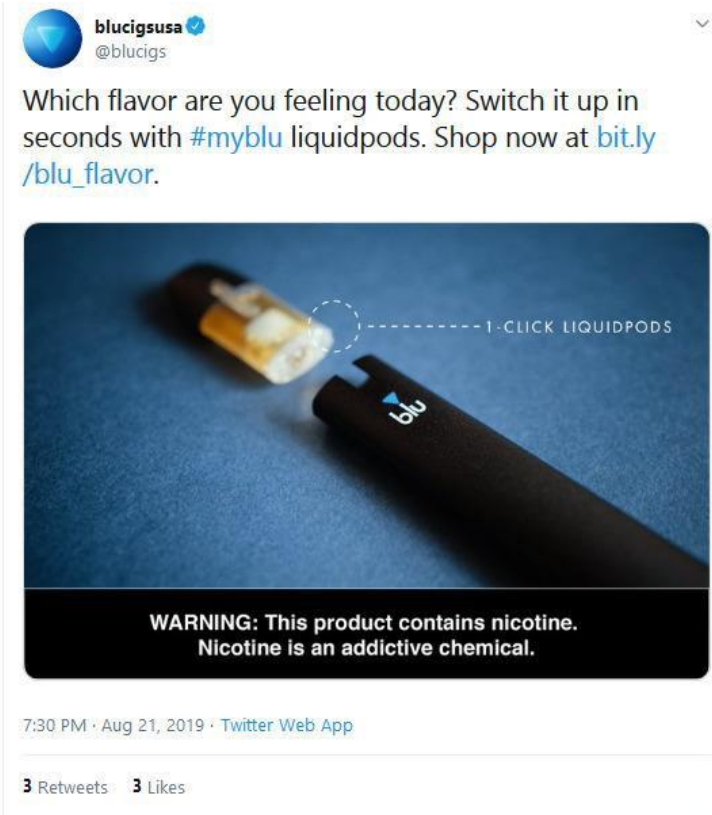 blucigsusa
@blucigs
Which flavor are you feeling today? Switch it up in
seconds with #myblu liquidpods. Shop now at bit.ly
/blu_flavor.
1-CLICK LIQUIDPODS
blu
WARNING: This product contains nicotine.
Nicotine is an addictive chemical.
7:30 PM · Aug 21, 2019 · Twitter Web App
3 Retweets 3 Likes